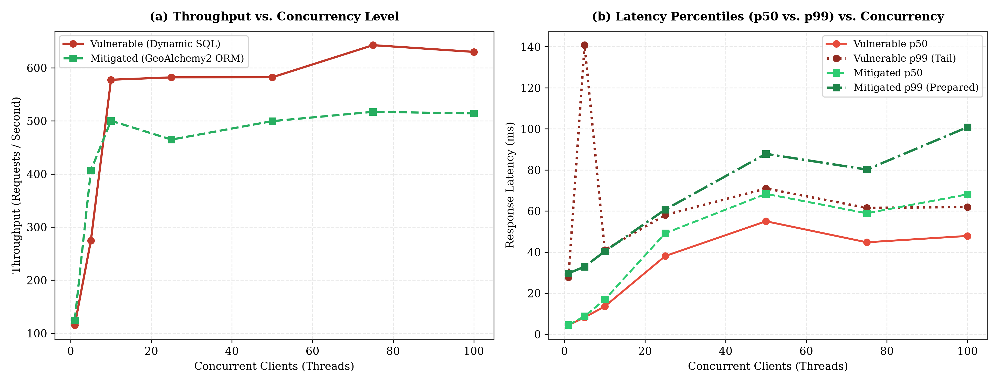 (a) Throughput vs. Concurrency Level
Vulnerable (Dynamic SQL)
Mitigated (GeoAlchemy2 ORM)
Throughput (Requests / Second)
600
500
400
300
200
100
0 20 40 60 80 100
Concurrent Clients (Threads)
(b) Latency Percentiles (p50 vs. p99) vs. Concurrency
Vulnerable p50
Vulnerable p99 (Tail)
Mitigated p50
Mitigated p99 (Prepared)
Response Latency (ms)
140
120
100
80
60
40
20
0
0 20 40 60 80 100
Concurrent Clients (Threads)